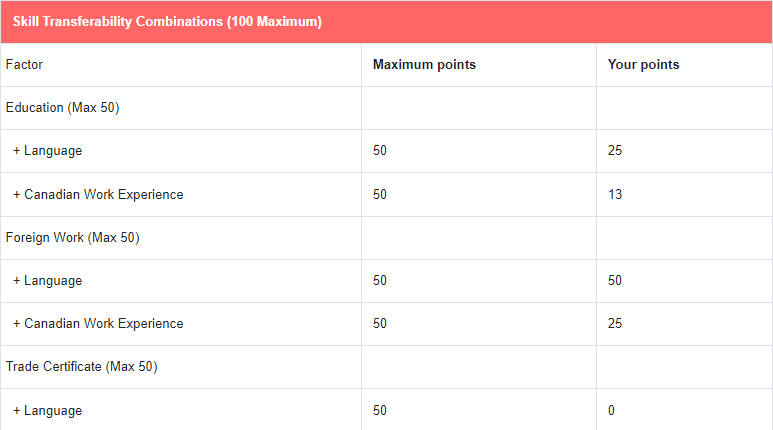 Skill Transferability Combinations (100 Maximum)
Factor Maximum points Your points
Education (Max 50)
+ Language 50 25
+ Canadian Work Experience 50 13
Foreign Work (Max 50)
+ Language 50 50
+ Canadian Work Experience 50 25
Trade Certificate (Max 50)
+ Language 50 0